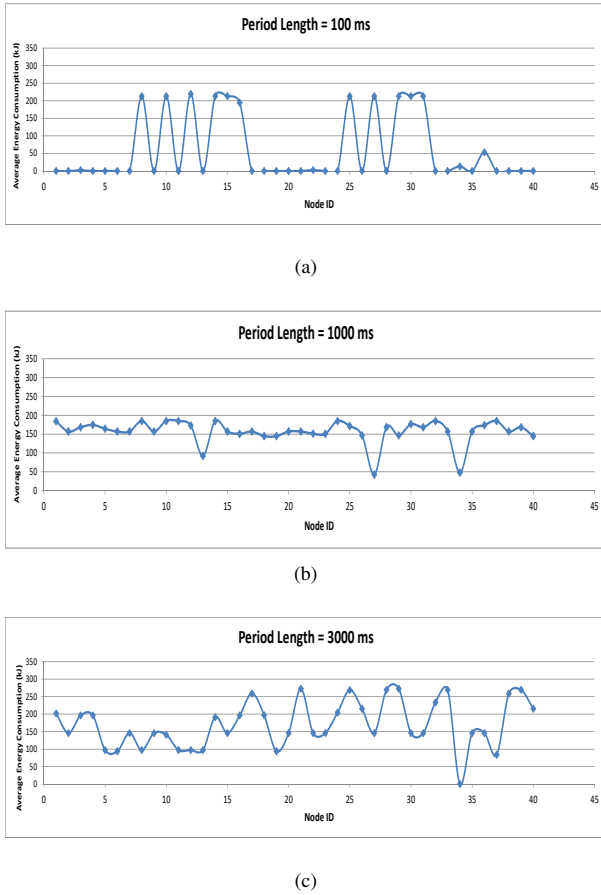 Period Length = 100 ms
Average Energy Consumption (kJ)
350
300
250
200
150
100
50
0
0 5 10 15 20 25 30 35 40 45
Node ID
(a)
Period Length = 1000 ms
Average Energy Consumption (kJ)
350
300
250
200
150
100
50
0
0 5 10 15 20 25 30 35 40 45
Node ID
(b)
Period Length = 3000 ms
Average Energy Consumption (kJ)
350
300
250
200
150
100
50
0
0 5 10 15 20 25 30 35 40 45
Node ID
(c)